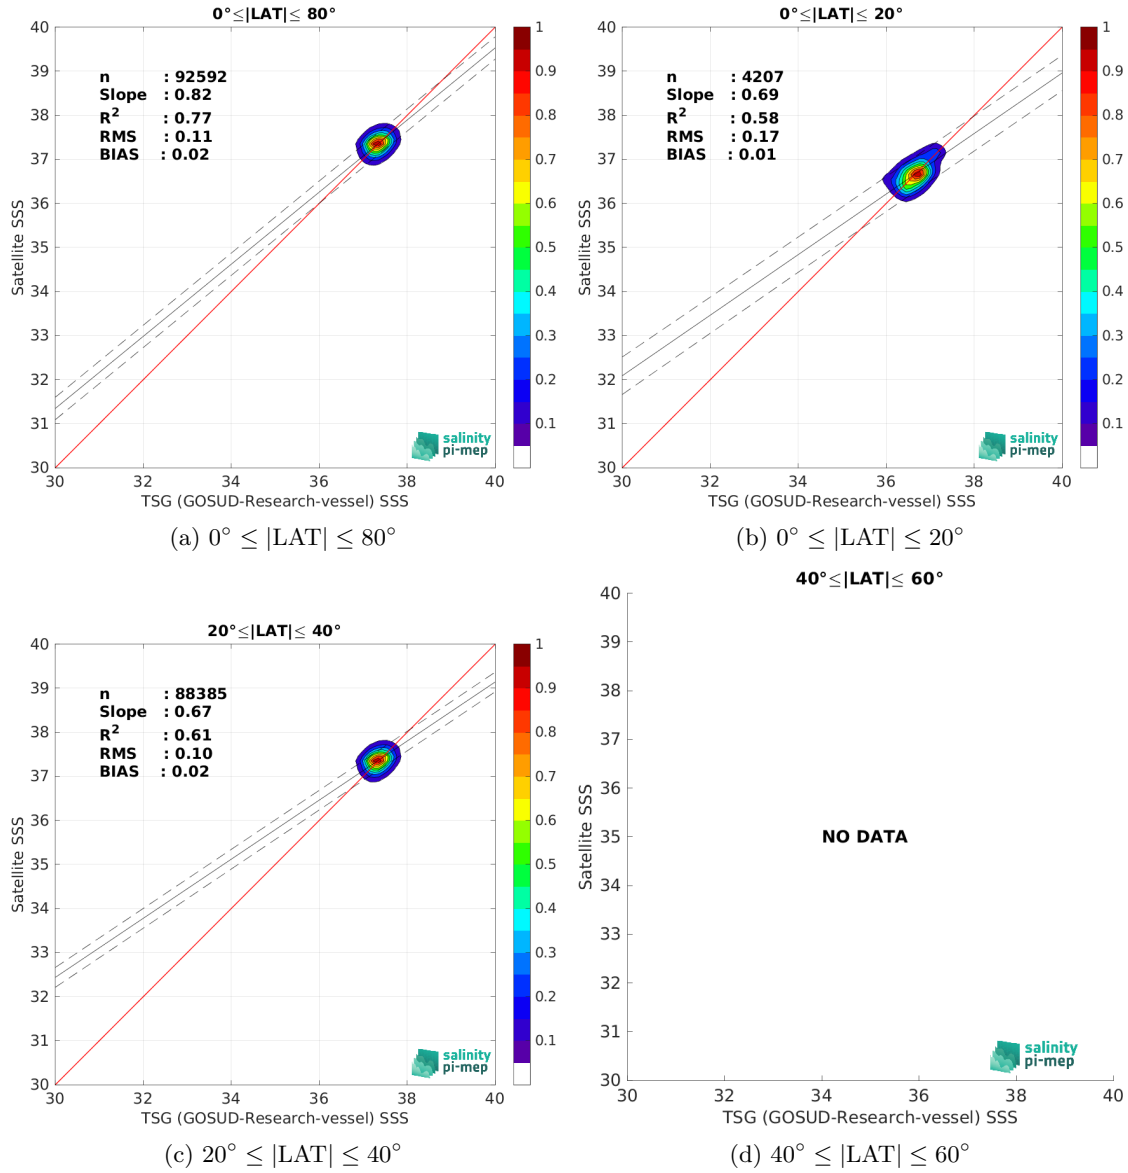 0°≤|LAT|≤ 80°
40
39
38
37
36
35
34
33
32
31
30
Satellite SSS
n : 92592
Slope : 0.82
R² : 0.77
RMS : 0.11
BIAS : 0.02
salinity
pi-mep
30 32 34 36 38 40
TSG (GOSUD-Research-vessel) SSS
1
0.9
0.8
0.7
0.6
0.5
0.4
0.3
0.2
0.1
(a) 0° ≤ |LAT| ≤ 80°
0°≤|LAT|≤ 20°
40
39
38
37
36
35
34
33
32
31
30
Satellite SSS
n : 4207
Slope : 0.69
R² : 0.58
RMS : 0.17
BIAS : 0.01
salinity
pi-mep
30 32 34 36 38 40
TSG (GOSUD-Research-vessel) SSS
1
0.9
0.8
0.7
0.6
0.5
0.4
0.3
0.2
0.1
(b) 0° ≤ |LAT| ≤ 20°
20°≤|LAT|≤ 40°
40
39
38
37
36
35
34
33
32
31
30
Satellite SSS
n : 88385
Slope : 0.67
R² : 0.61
RMS : 0.10
BIAS : 0.02
salinity
pi-mep
30 32 34 36 38 40
TSG (GOSUD-Research-vessel) SSS
1
0.9
0.8
0.7
0.6
0.5
0.4
0.3
0.2
0.1
(c) 20° ≤ |LAT| ≤ 40°
40°≤|LAT|≤ 60°
40
39
38
37
36
35
34
33
32
31
30
Satellite SSS
NO DATA
salinity
pi-mep
30 32 34 36 38 40
TSG (GOSUD-Research-vessel) SSS
(d) 40° ≤ |LAT| ≤ 60°